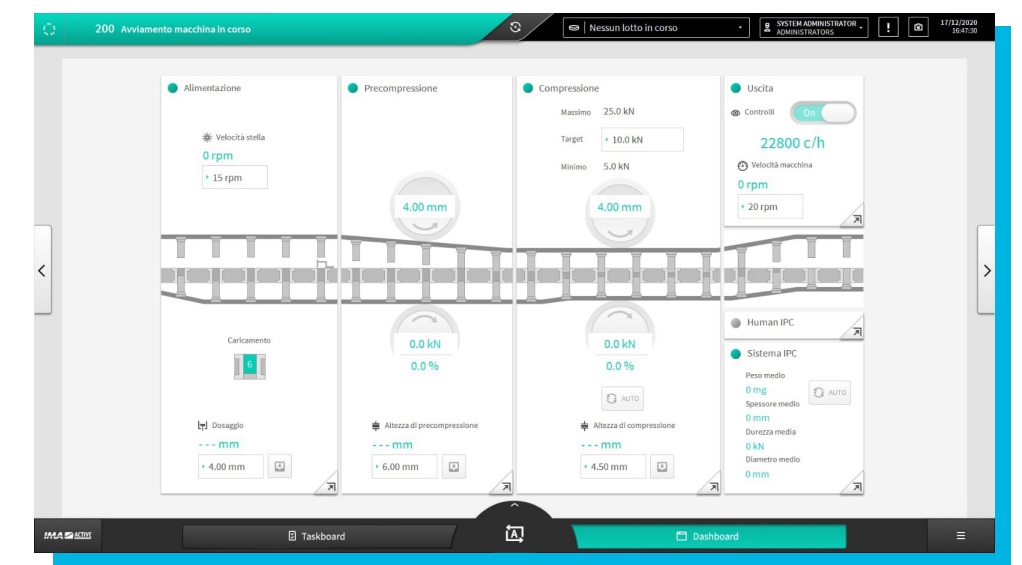 200 Avviamento macchina in corso
Nessun lotto in corso
SYSTEM ADMINISTRATOR
ADMINISTRATORS
!
17/12/2020
16:47:30
Alimentazione
Velocità stella
0 rpm
15 rpm
Caricamento
6
Dosaggio
- - - mm
4.00 mm
Precompressione
4.00 mm
0.0 kN
0.0 %
Altezza di precompressione
- - - mm
6.00 mm
Compressione
Massimo 25.0 kN
Target 10.0 kN
Minimo 5.0 kN
4.00 mm
0.0 kN
0.0 %
AUTO
Altezza di compressione
- - - mm
4.50 mm
Uscita
Controlli On
22800 c/h
Velocità macchina
0 rpm
20 rpm
Human IPC
Sistema IPC
Peso medio
0 mg
AUTO
Spessore medio
0 mm
Durezza media
0 kN
Diametro medio
0 mm
IMA ACTIVE
Taskboard
A
Dashboard